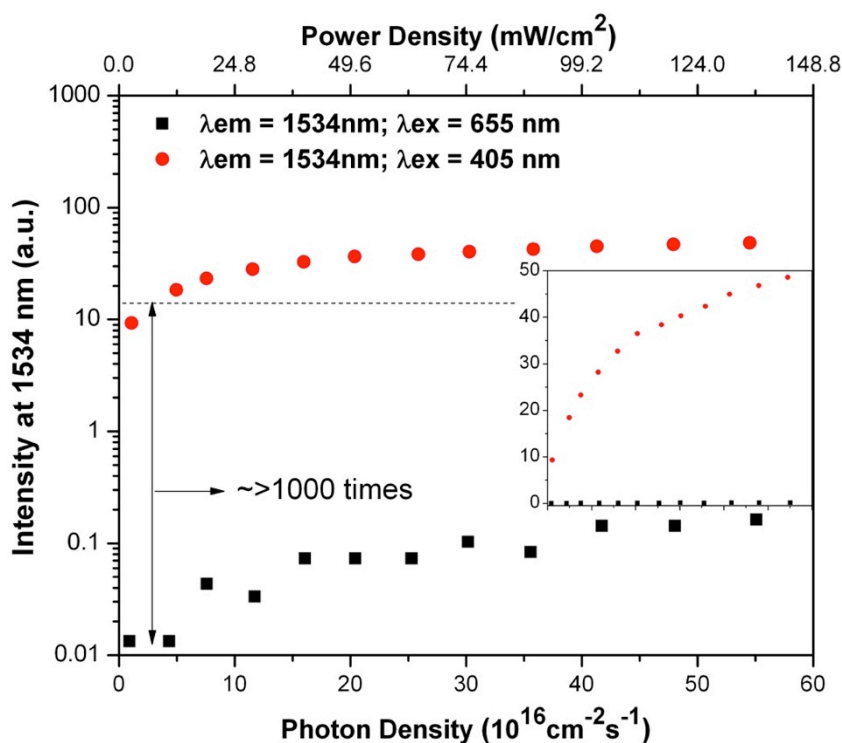 Power Density (mW/cm²)
0.0 24.8 49.6 74.4 99.2 124.0 148.8
1000
λem = 1534nm; λex = 655 nm
λem = 1534nm; λex = 405 nm
100
10
1
0.1
0.01
Intensity at 1534 nm (a.u.)
~>1000 times
50
40
30
20
10
0
0 10 20 30 40 50 60
Photon Density (10¹⁶cm⁻²s⁻¹)